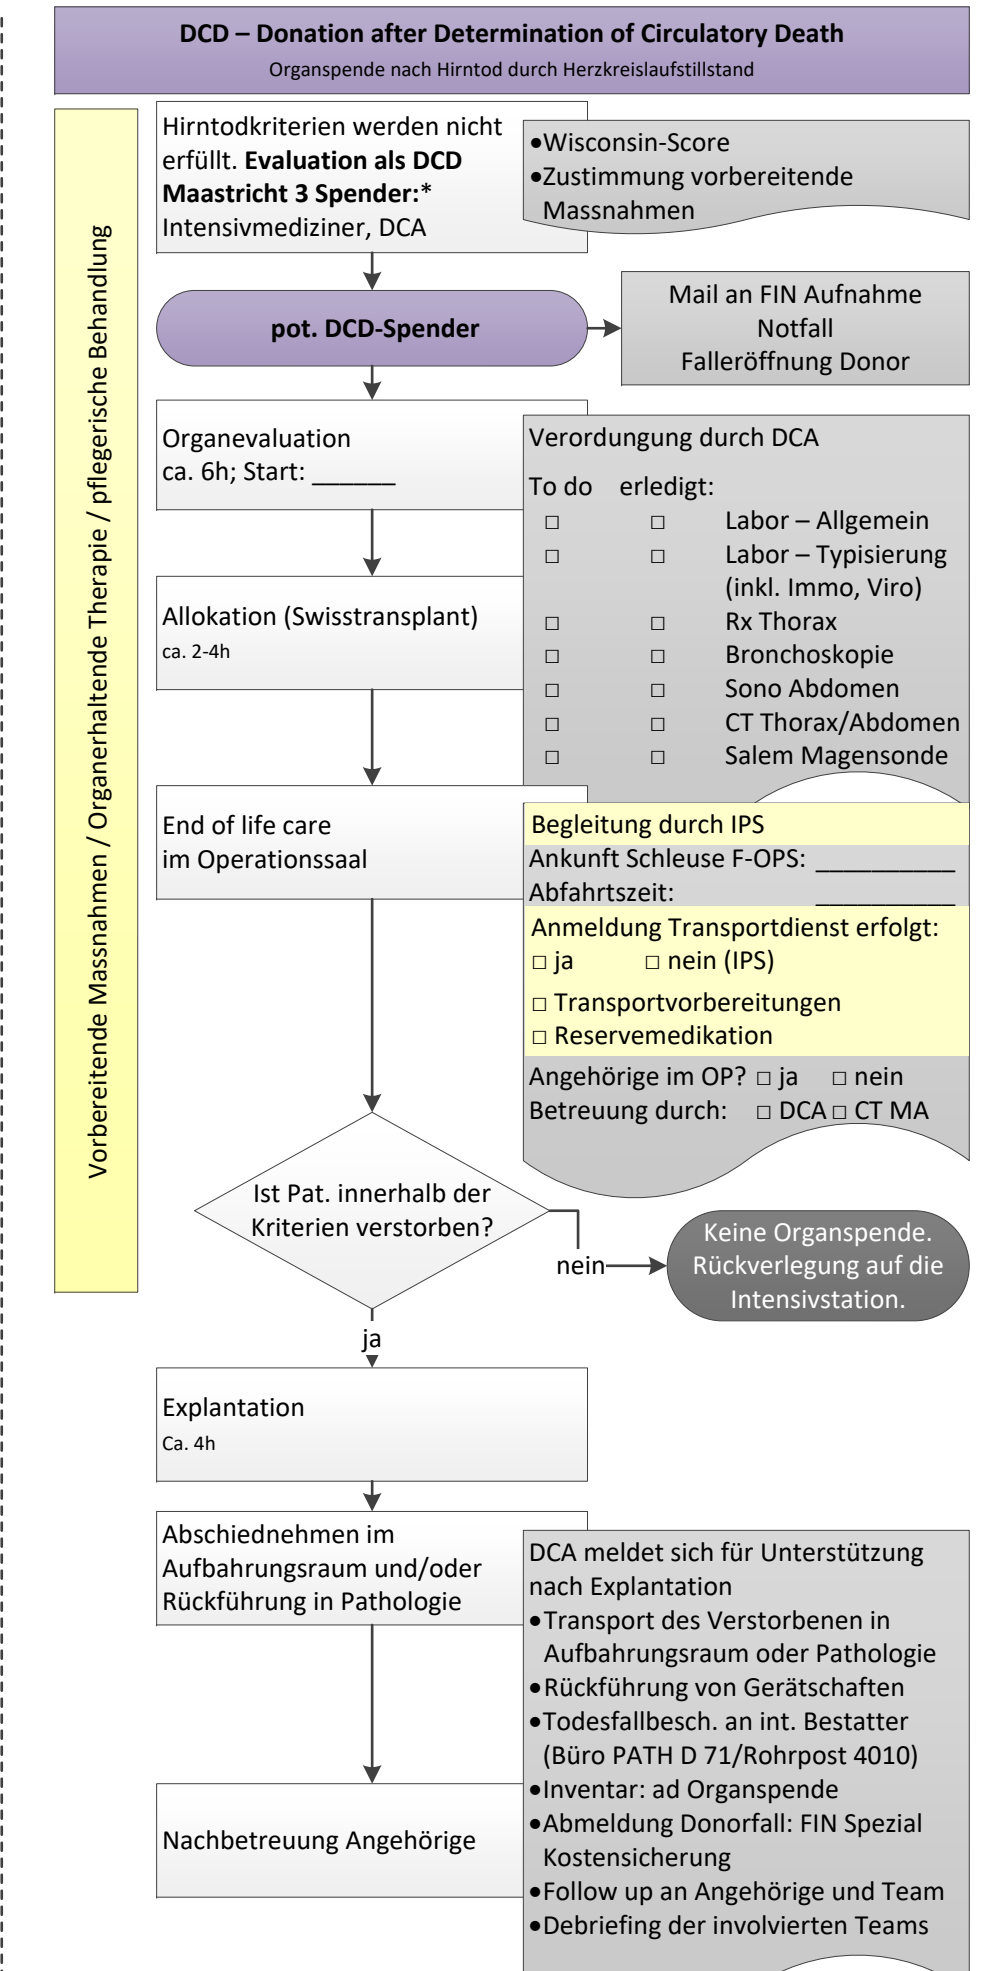 DCD – Donation after Determination of Circulatory Death
Organspende nach Hirntod durch Herzkreislaufstillstand
Vorbereitende Massnahmen / Organerhaltende Therapie / pflegerische Behandlung
Hirntodkriterien werden nicht
erfüllt. Evaluation als DCD
Maastricht 3 Spender:*
Intensivmediziner, DCA
•Wisconsin-Score
•Zustimmung vorbereitende
Massnahmen
pot. DCD-Spender
Mail an FIN Aufnahme
Notfall
Falleröffnung Donor
Organevaluation
ca. 6h; Start: ______
Verordungung durch DCA
To do erledigt:
□ □ Labor – Allgemein
□ □ Labor – Typisierung
(inkl. Immo, Viro)
□ □ Rx Thorax
□ □ Bronchoskopie
□ □ Sono Abdomen
□ □ CT Thorax/Abdomen
□ □ Salem Magensonde
Allokation (Swisstransplant)
ca. 2-4h
End of life care
im Operationssaal
Begleitung durch IPS
Ankunft Schleuse F-OPS: __________
Abfahrtszeit: __________
Anmeldung Transportdienst erfolgt:
□ ja □ nein (IPS)
□ Transportvorbereitungen
□ Reservemedikation
Angehörige im OP? □ ja □ nein
Betreuung durch: □ DCA □ CT MA
Ist Pat. innerhalb der
Kriterien verstorben?
nein
Keine Organspende.
Rückverlegung auf die
Intensivstation.
ja
Explantation
Ca. 4h
Abschiednehmen im
Aufbahrungsraum und/oder
Rückführung in Pathologie
DCA meldet sich für Unterstützung
nach Explantation
•Transport des Verstorbenen in
Aufbahrungsraum oder Pathologie
•Rückführung von Gerätschaften
•Todesfallbesch. an int. Bestatter
(Büro PATH D 71/Rohrpost 4010)
•Inventar: ad Organspende
•Abmeldung Donorfall: FIN Spezial
Kostensicherung
•Follow up an Angehörige und Team
•Debriefing der involvierten Teams
Nachbetreuung Angehörige